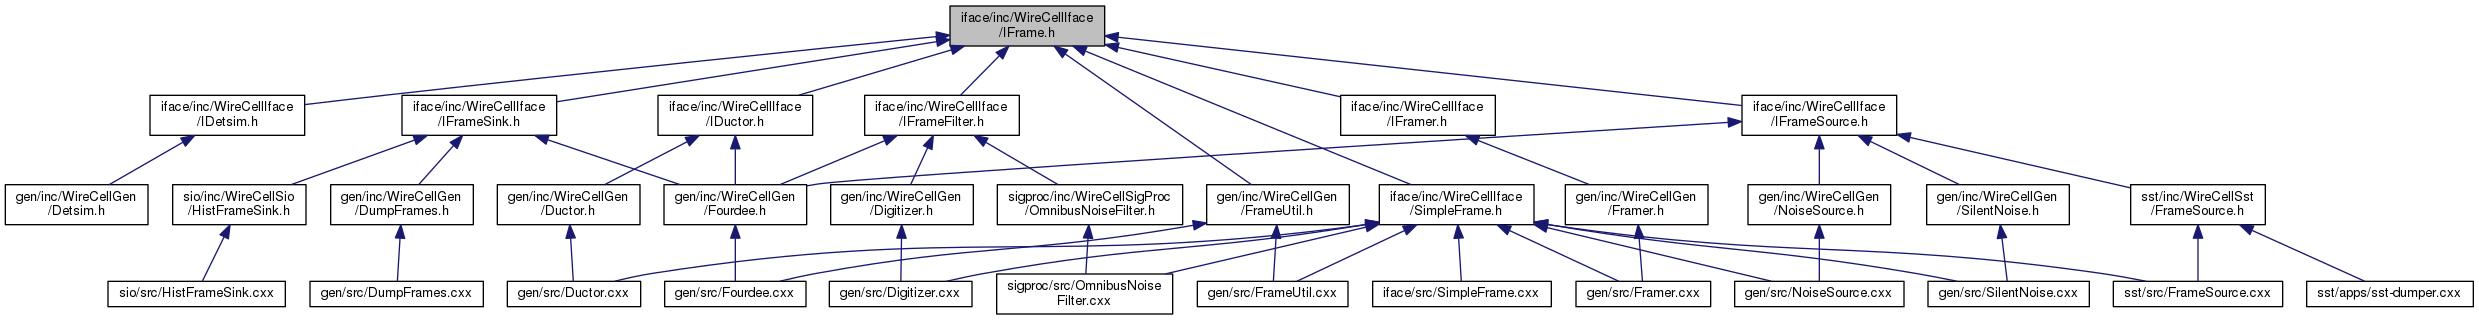 iface/inc/WireCellIface
/IFrame.h
iface/inc/WireCellIface
/IDetsim.h
iface/inc/WireCellIface
/IFrameSink.h
iface/inc/WireCellIface
/IDuctor.h
iface/inc/WireCellIface
/IFrameFilter.h
iface/inc/WireCellIface
/IFramer.h
iface/inc/WireCellIface
/IFrameSource.h
gen/inc/WireCellGen
/Detsim.h
sio/inc/WireCellSio
/HistFrameSink.h
gen/inc/WireCellGen
/DumpFrames.h
gen/inc/WireCellGen
/Ductor.h
gen/inc/WireCellGen
/Fourdee.h
gen/inc/WireCellGen
/Digitizer.h
sigproc/inc/WireCellSigProc
/OmnibusNoiseFilter.h
gen/inc/WireCellGen
/FrameUtil.h
iface/inc/WireCellIface
/SimpleFrame.h
gen/inc/WireCellGen
/Framer.h
gen/inc/WireCellGen
/NoiseSource.h
gen/inc/WireCellGen
/SilentNoise.h
sst/inc/WireCellSst
/FrameSource.h
sio/src/HistFrameSink.cxx
gen/src/DumpFrames.cxx
gen/src/Ductor.cxx
gen/src/Fourdee.cxx
gen/src/Digitizer.cxx
sigproc/src/OmnibusNoise
Filter.cxx
gen/src/FrameUtil.cxx
iface/src/SimpleFrame.cxx
gen/src/Framer.cxx
gen/src/NoiseSource.cxx
gen/src/SilentNoise.cxx
sst/src/FrameSource.cxx
sst/apps/sst-dumper.cxx